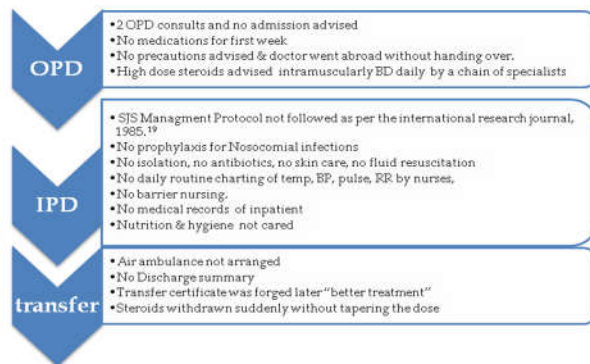 OPD
•2 OPD consults and no admission advised
•No medications for first week
•No precautions advised & doctor went abroad without handing over.
•High dose steroids advised intramuscularly BD daily by a chain of specialists
IPD
•SJS Managment Protocol not followed as per the international research journal,
1985.19
•No prophylaxis for Nosocomial infections
•No isolation, no antibiotics, no skin care, no fluid resuscitation
•No daily routine charting of temp, BP, pulse, RR by nurses,
•No barrier nursing.
•No medical records of inpatient
•Nutrition & hygiene not cared
transfer
•Air ambulance not arranged
•No Discharge summary
•Transfer certificate was forged later "better treatment"
•Steroids withdrawn suddenly without tapering the dose